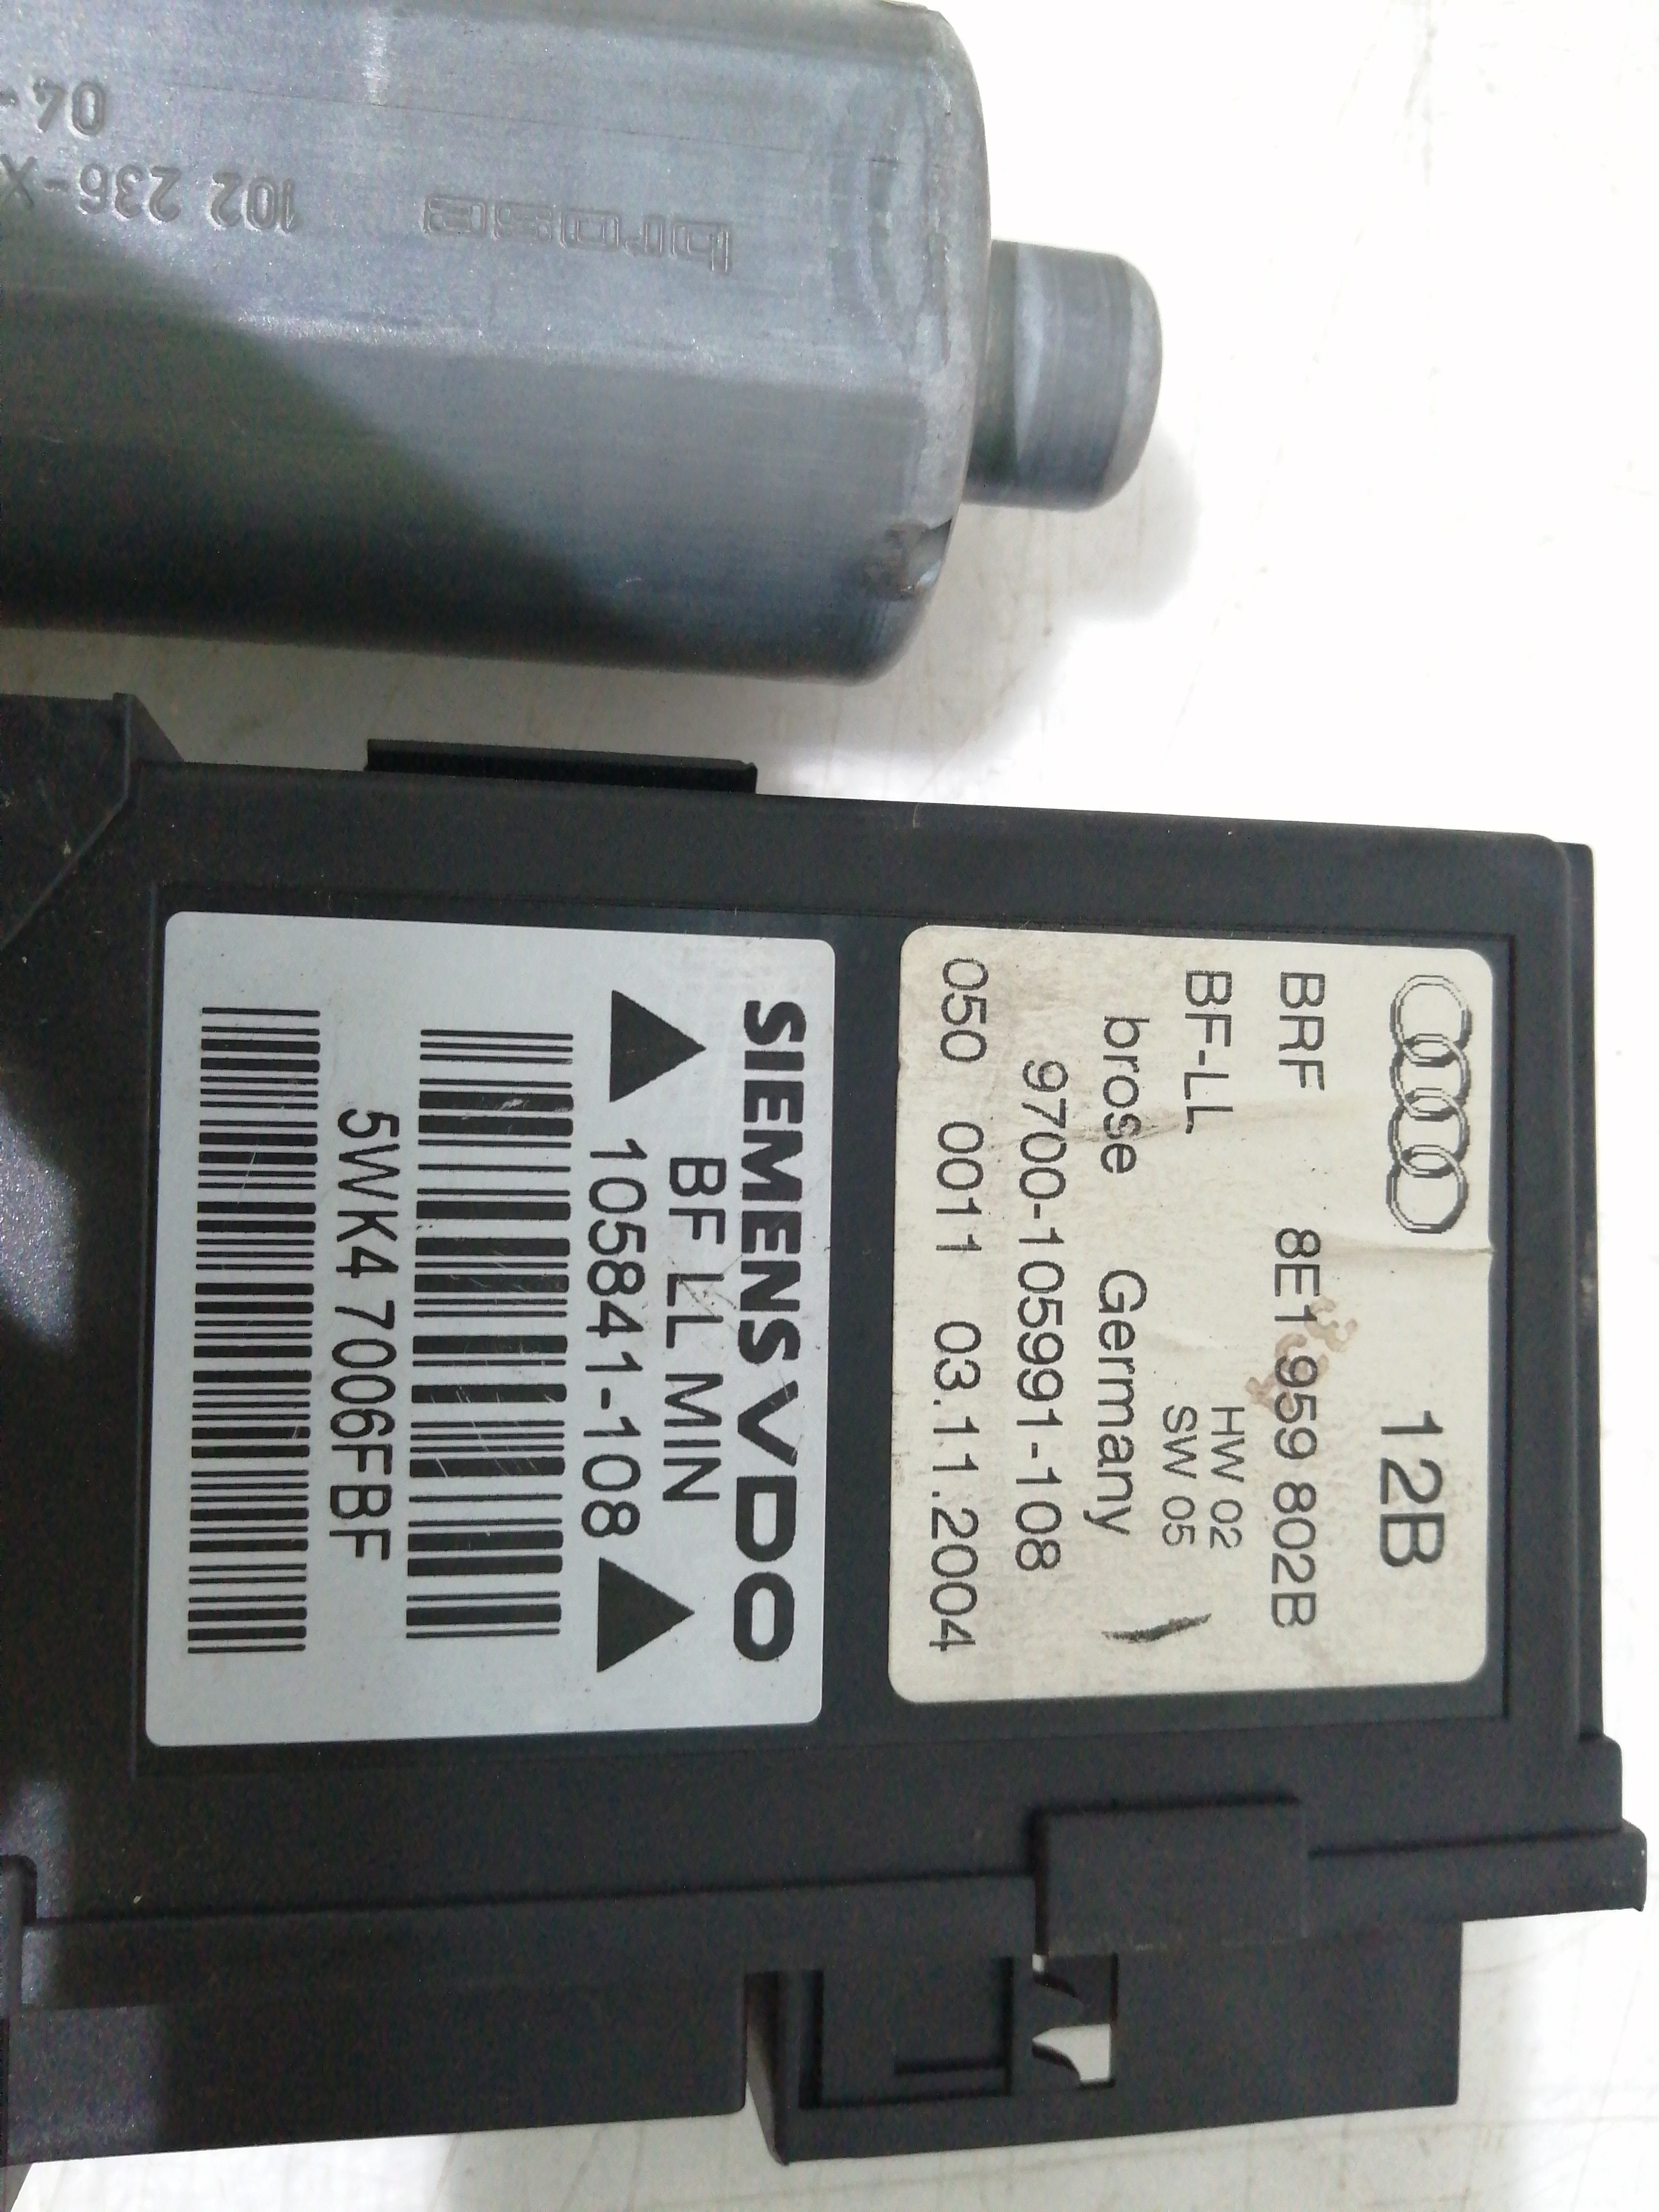 12B
BRF 8E1 959 802B
BF-LL HW 02
SW 05
brose Germany
9700-105991-108
050 0011 03.11.2004
SIEMENS VDO
BF LL MIN
105841-108
5WK4 7006FBF
brose 102 236-X
04-